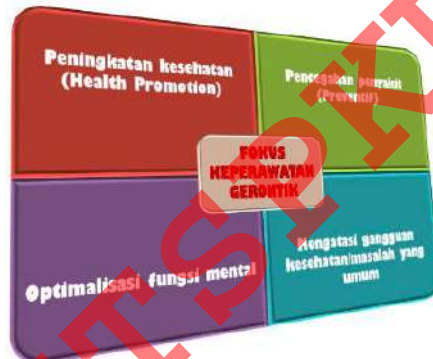 Peningkatan kesehatan
(Health Promotion)
Pencegahan penyakit
(Preventif)
FOKUS
KEPERAWATAN
GERONTIK
Optimalisasi fungsi mental
Mengatasi gangguan
kesehatan/masalah yang
umum